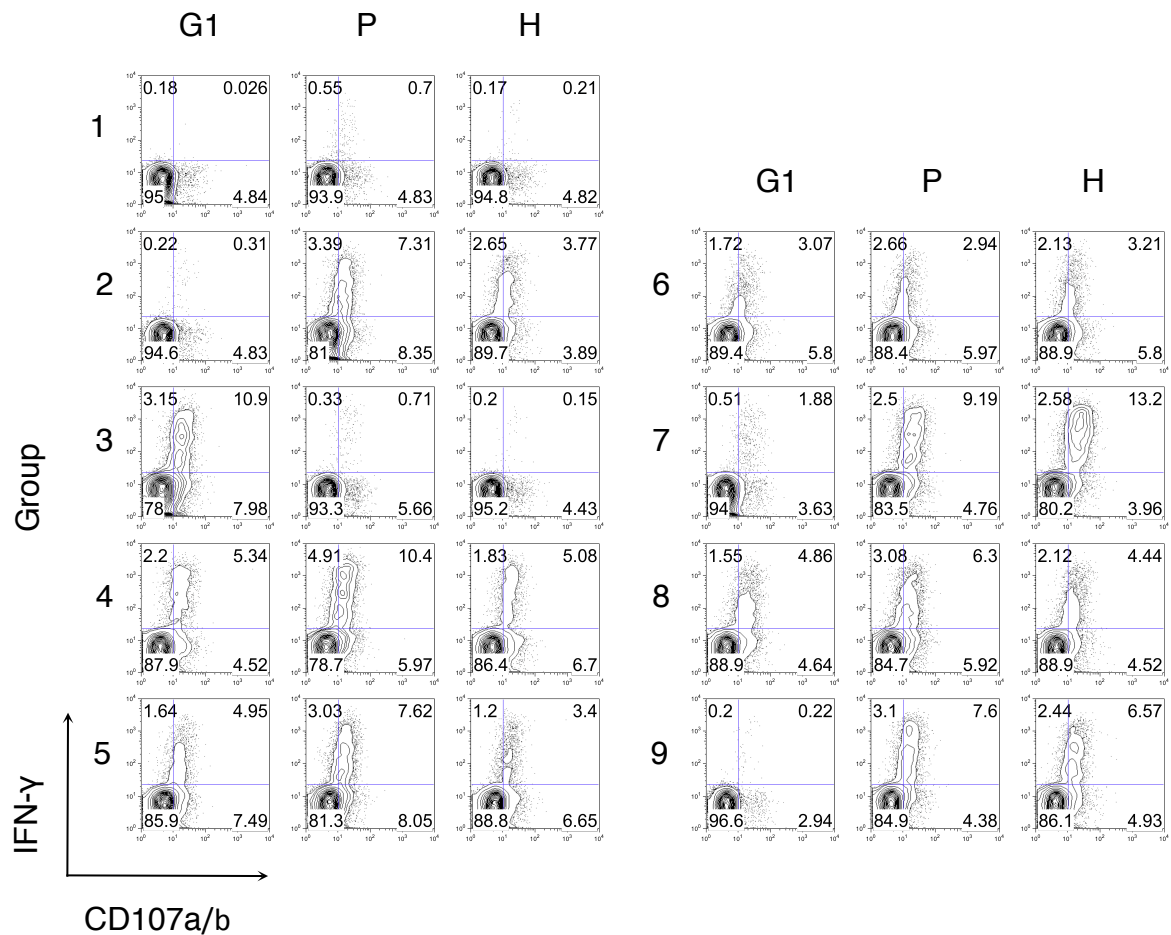 G1 P H
0.18 0.026 0.55 0.7 0.17 0.21
1
95 4.84 93.9 4.83 94.8 4.82
G1 P H
0.22 0.31 3.39 7.31 2.65 3.77 1.72 3.07 2.66 2.94 2.13 3.21
2 6
94.6 4.83 81 8.35 89.7 3.89 89.4 5.8 88.4 5.97 88.9 5.8
3.15 10.9 0.33 0.71 0.2 0.15 0.51 1.88 2.5 9.19 2.58 13.2
3 7
Group
78 7.98 93.3 5.66 95.2 4.43 94 3.63 83.5 4.76 80.2 3.96
2.2 5.34 4.91 10.4 1.83 5.08 1.55 4.86 3.08 6.3 2.12 4.44
4 8
87.9 4.52 78.7 5.97 86.4 6.7 88.9 4.64 84.7 5.92 88.9 4.52
1.64 4.95 3.03 7.62 1.2 3.4 0.2 0.22 3.1 7.6 2.44 6.57
5 9
85.9 7.49 81.3 8.05 88.8 6.65 96.6 2.94 84.9 4.38 86.1 4.93
IFN-γ
CD107a/b